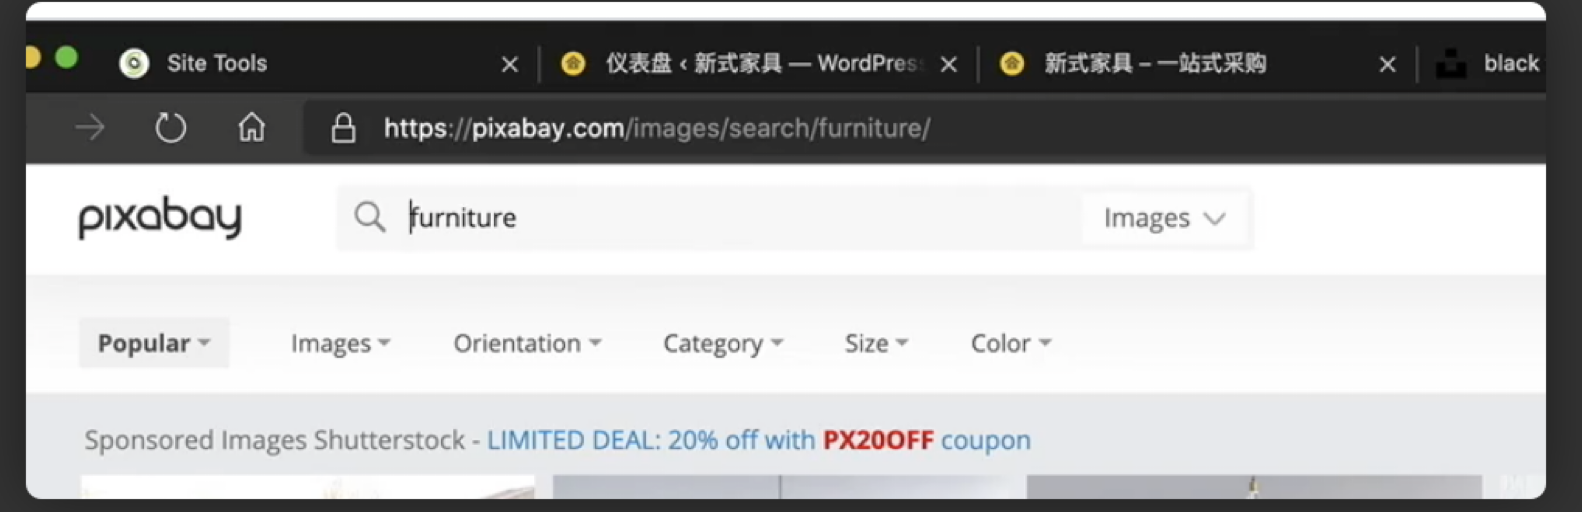 Site Tools
仪表盘 ‹ 新式家具 — WordPress
新式家具 – 一站式采购
black
https://pixabay.com/images/search/furniture/
pixabay
furniture
Images
Popular Images Orientation Category Size Color
Sponsored Images Shutterstock - LIMITED DEAL: 20% off with PX20OFF coupon